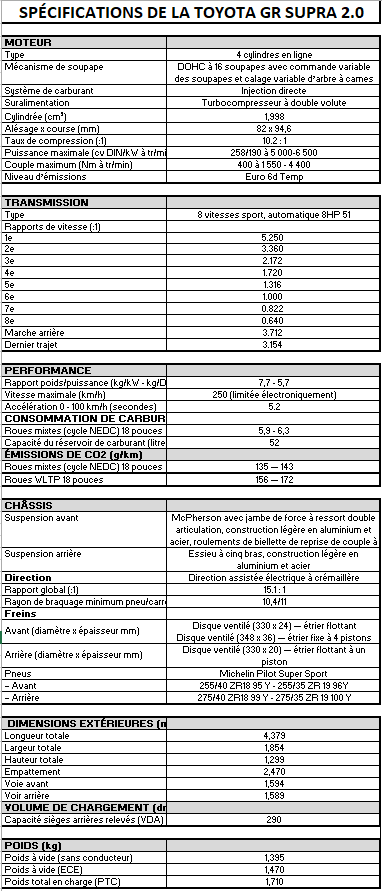 SPÉCIFICATIONS DE LA TOYOTA GR SUPRA 2.0
MOTEUR
Type 4 cylindres en ligne
Mécanisme de soupape DOHC à 16 soupapes avec commande variable
des soupapes et calage variable d'arbre à cames
Système de carburant Injection directe
Suralimentation Turbocompresseur à double volute
Cylindrée (cm³) 1,998
Alésage x course (mm) 82 x 94,6
Taux de compression (:1) 10.2 : 1
Puissance maximale (cv DIN/kW à tr/mi 258/190 à 5 000-6 500
Couple maximum (Nm à tr/min) 400 à 1 550 - 4 400
Niveau d'émissions Euro 6d Temp
TRANSMISSION
Type 8 vitesses sport, automatique 8HP 51
Rapports de vitesse (:1)
1e 5.250
2e 3.360
3e 2.172
4e 1.720
5e 1.316
6e 1.000
7e 0.822
8e 0.640
Marche arrière 3.712
Dernier trajet 3.154
PERFORMANCE
Rapport poids/puissance (kg/kW - kg/D 7,7 - 5,7
Vitesse maximale (km/h) 250 (limitée électroniquement)
Accélération 0 - 100 km/h (secondes) 5.2
CONSOMMATION DE CARBUR
Roues mixtes (cycle NEDC) 18 pouces 5,9 - 6,3
Capacité du réservoir de carburant (litre 52
ÉMISSIONS DE CO2 (g/km)
Roues mixtes (cycle NEDC) 18 pouces 135 — 143
Roues WLTP 18 pouces 156 — 172
CHÂSSIS
Suspension avant McPherson avec jambe de force à ressort double
articulation, construction légère en aluminium et
acier, roulements de biellette de reprise de couple à
Suspension arrière Essieu à cinq bras, construction légère en
aluminium et acier
Direction Direction assistée électrique à crémaillère
Rapport global (:1) 15.1 : 1
Rayon de braquage minimum pneu/carr 10,4/11
Freins
Avant (diamètre x épaisseur mm) Disque ventilé (330 x 24) — étrier flottant
Disque ventilé (348 x 36) — étrier fixe à 4 pistons
Arrière (diamètre x épaisseur mm) Disque ventilé (330 x 20) — étrier flottant à un
piston
Pneus Michelin Pilot Super Sport
– Avant 255/40 ZR18 95 Y - 255/35 ZR 19 96Y
– Arrière 275/40 ZR18 99 Y - 275/35 ZR 19 100 Y
DIMENSIONS EXTÉRIEURES (m
Longueur totale 4,379
Largeur totale 1,854
Hauteur totale 1,299
Empattement 2,470
Voie avant 1,594
Voir arrière 1,589
VOLUME DE CHARGEMENT (dr
Capacité sièges arrières relevés (VDA) 290
POIDS (kg)
Poids à vide (sans conducteur) 1,395
Poids à vide (ECE) 1,470
Poids total en charge (PTC) 1,710